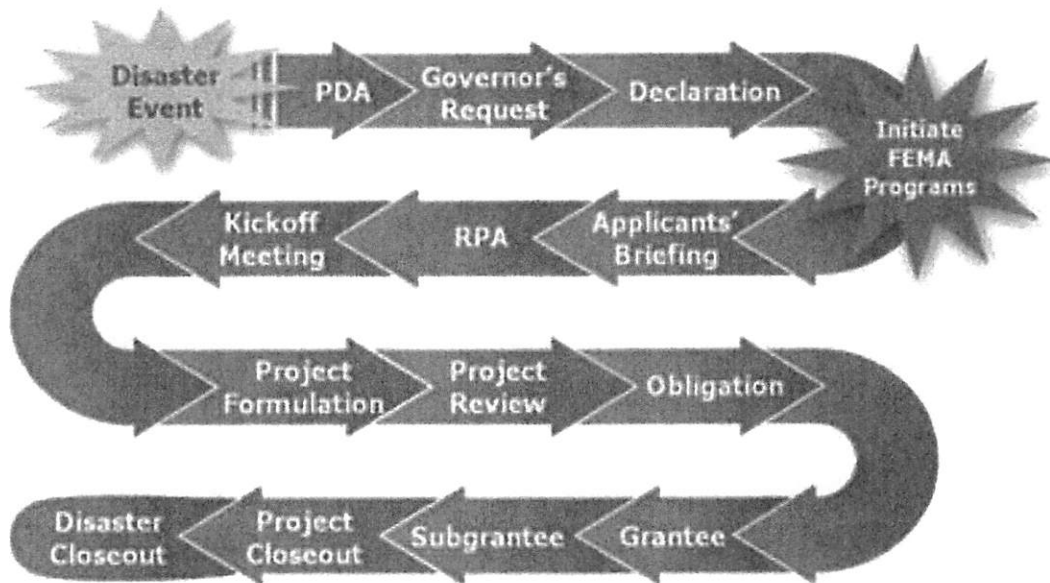 Disaster
Event
PDA
Governor's
Request
Declaration
Initiate
FEMA
Programs
Applicants'
Briefing
RPA
Kickoff
Meeting
Project
Formulation
Project
Review
Obligation
Grantee
Subgrantee
Project
Closeout
Disaster
Closeout